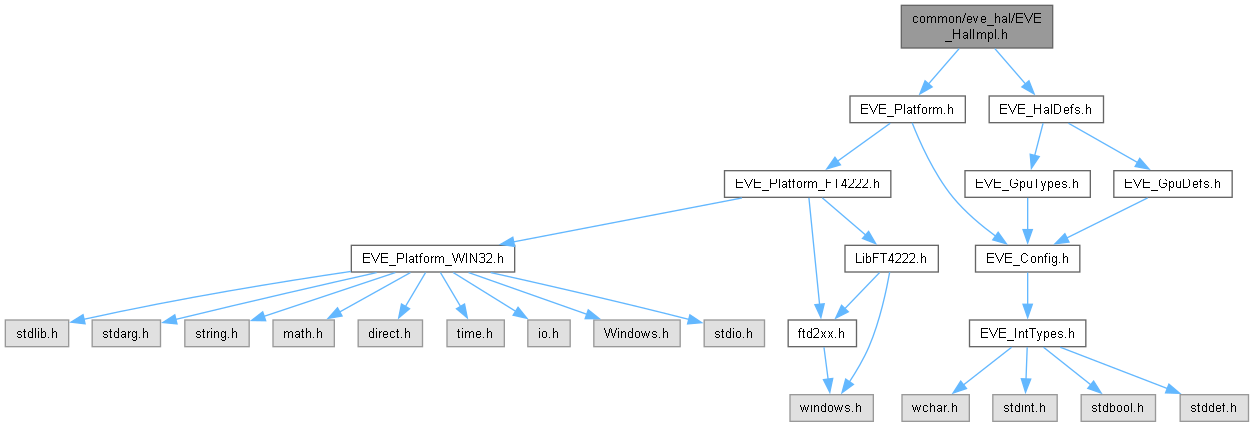 common/eve_hal/EVE
_HalImpl.h
EVE_Platform.h
EVE_HalDefs.h
EVE_Platform_FT4222.h
EVE_GpuTypes.h
EVE_GpuDefs.h
EVE_Platform_WIN32.h
LibFT4222.h
EVE_Config.h
stdlib.h
stdarg.h
string.h
math.h
direct.h
time.h
io.h
Windows.h
stdio.h
ftd2xx.h
EVE_IntTypes.h
windows.h
wchar.h
stdint.h
stdbool.h
stddef.h